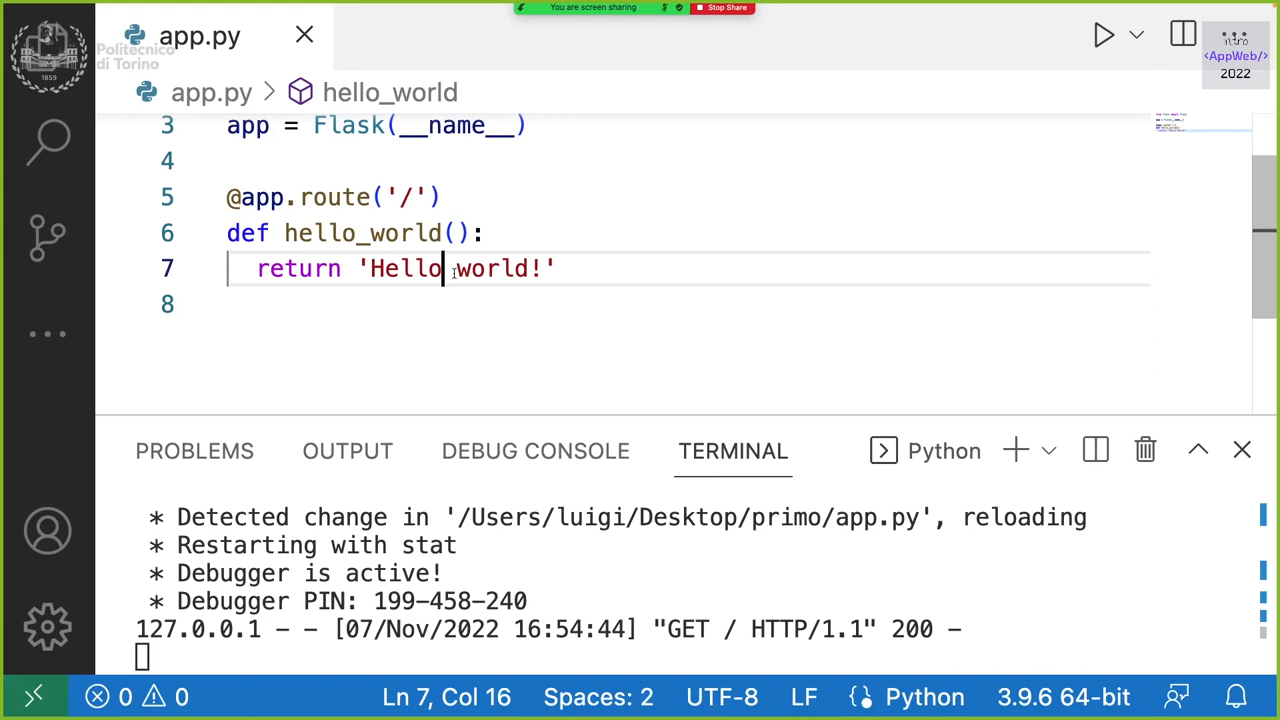 You are screen sharing Stop Share
app.py
Politecnico
di Torino
1859
intro
<AppWeb/>
2022
app.py > hello_world
3 app = Flask(__name__)
4
5 @app.route('/')
6 def hello_world():
7 return 'Hello world!'
8
PROBLEMS OUTPUT DEBUG CONSOLE TERMINAL Python
* Detected change in '/Users/luigi/Desktop/primo/app.py', reloading
* Restarting with stat
* Debugger is active!
* Debugger PIN: 199-458-240
127.0.0.1 - - [07/Nov/2022 16:54:44] "GET / HTTP/1.1" 200 -
0 0 Ln 7, Col 16 Spaces: 2 UTF-8 LF Python 3.9.6 64-bit